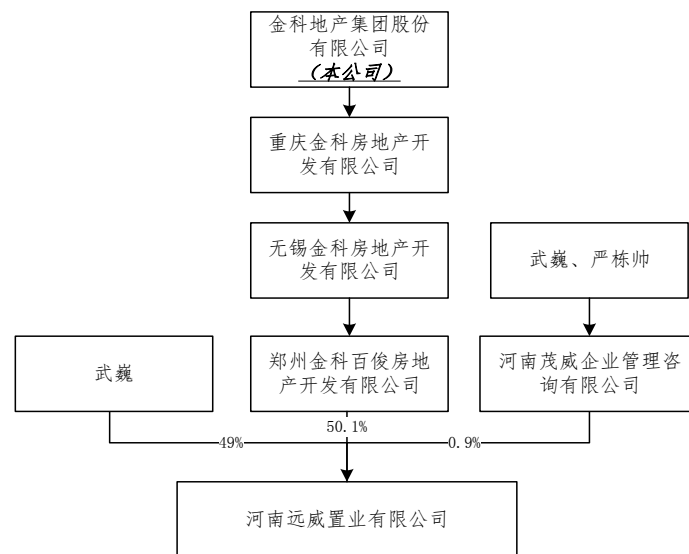 金科地产集团股份
有限公司
（本公司）
重庆金科房地产开
发有限公司
无锡金科房地产开
发有限公司
武巍、严栋帅
武巍
郑州金科百俊房地
产开发有限公司
河南茂威企业管理咨
询有限公司
50.1%
49%
0.9%
河南远威置业有限公司